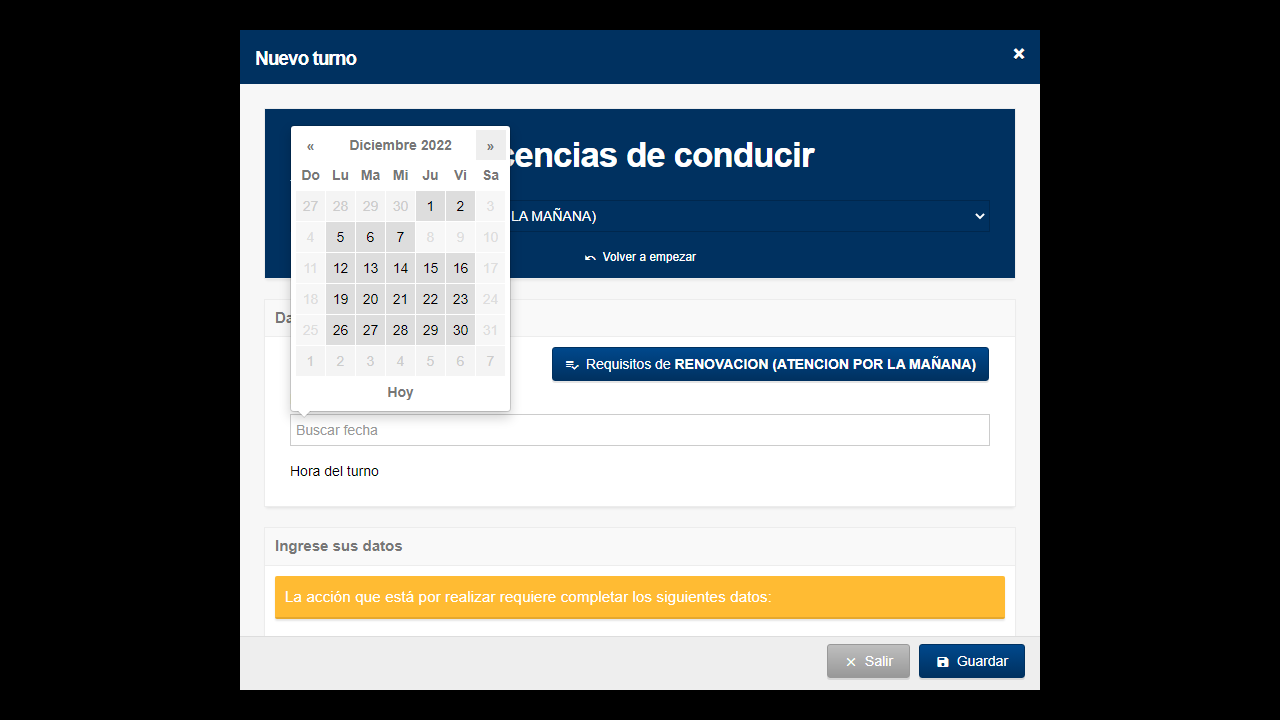 Nuevo turno
×
« Diciembre 2022 »
Do Lu Ma Mi Ju Vi Sa
27 28 29 30 1 2 3
4 5 6 7 8 9 10
11 12 13 14 15 16 17
18 19 20 21 22 23 24
25 26 27 28 29 30 31
1 2 3 4 5 6 7
Hoy
cencias de conducir
LA MAÑANA)
Volver a empezar
Da
Requisitos de RENOVACION (ATENCION POR LA MAÑANA)
Buscar fecha
Hora del turno
Ingrese sus datos
La acción que está por realizar requiere completar los siguientes datos:
Salir
Guardar